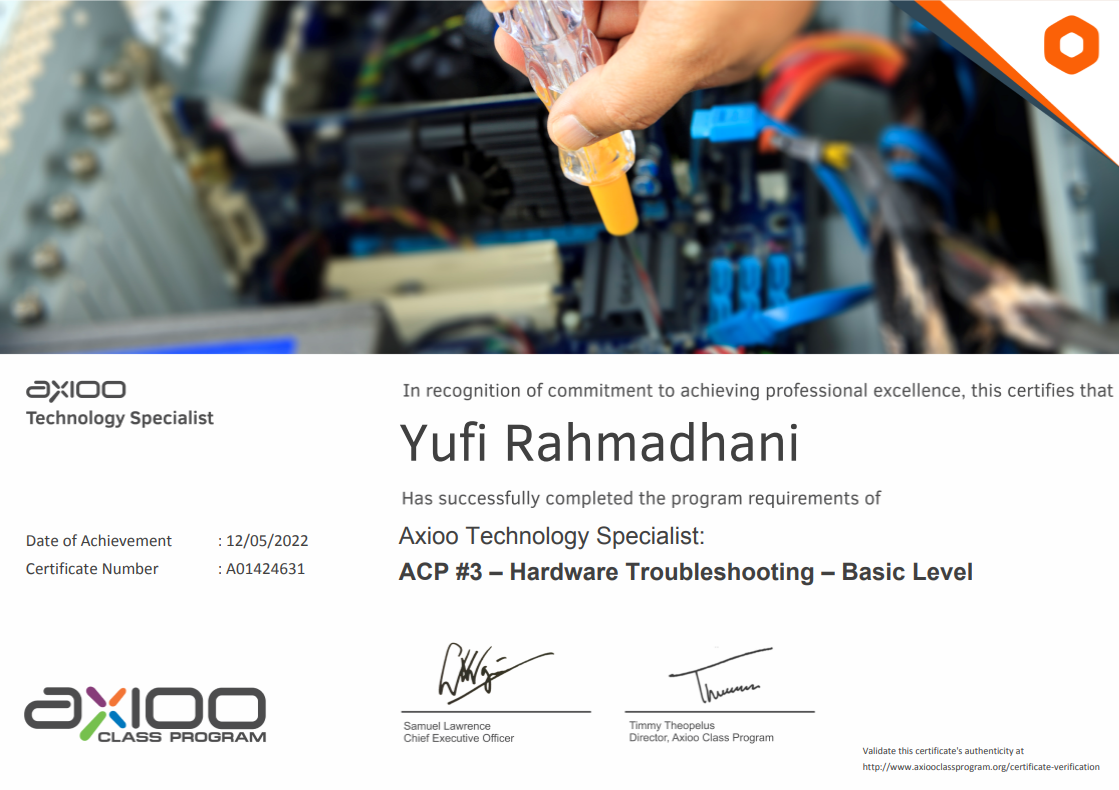 axioo
Technology Specialist
In recognition of commitment to achieving professional excellence, this certifies that
Yufi Rahmadhani
Has successfully completed the program requirements of
Axioo Technology Specialist:
ACP #3 – Hardware Troubleshooting – Basic Level
Date of Achievement : 12/05/2022
Certificate Number : A01424631
axioo
CLASS PROGRAM
Samuel Lawrence
Chief Executive Officer
Timmy Theopelus
Director, Axioo Class Program
Validate this certificate's authenticity at
http://www.axiooclassprogram.org/certificate-verification